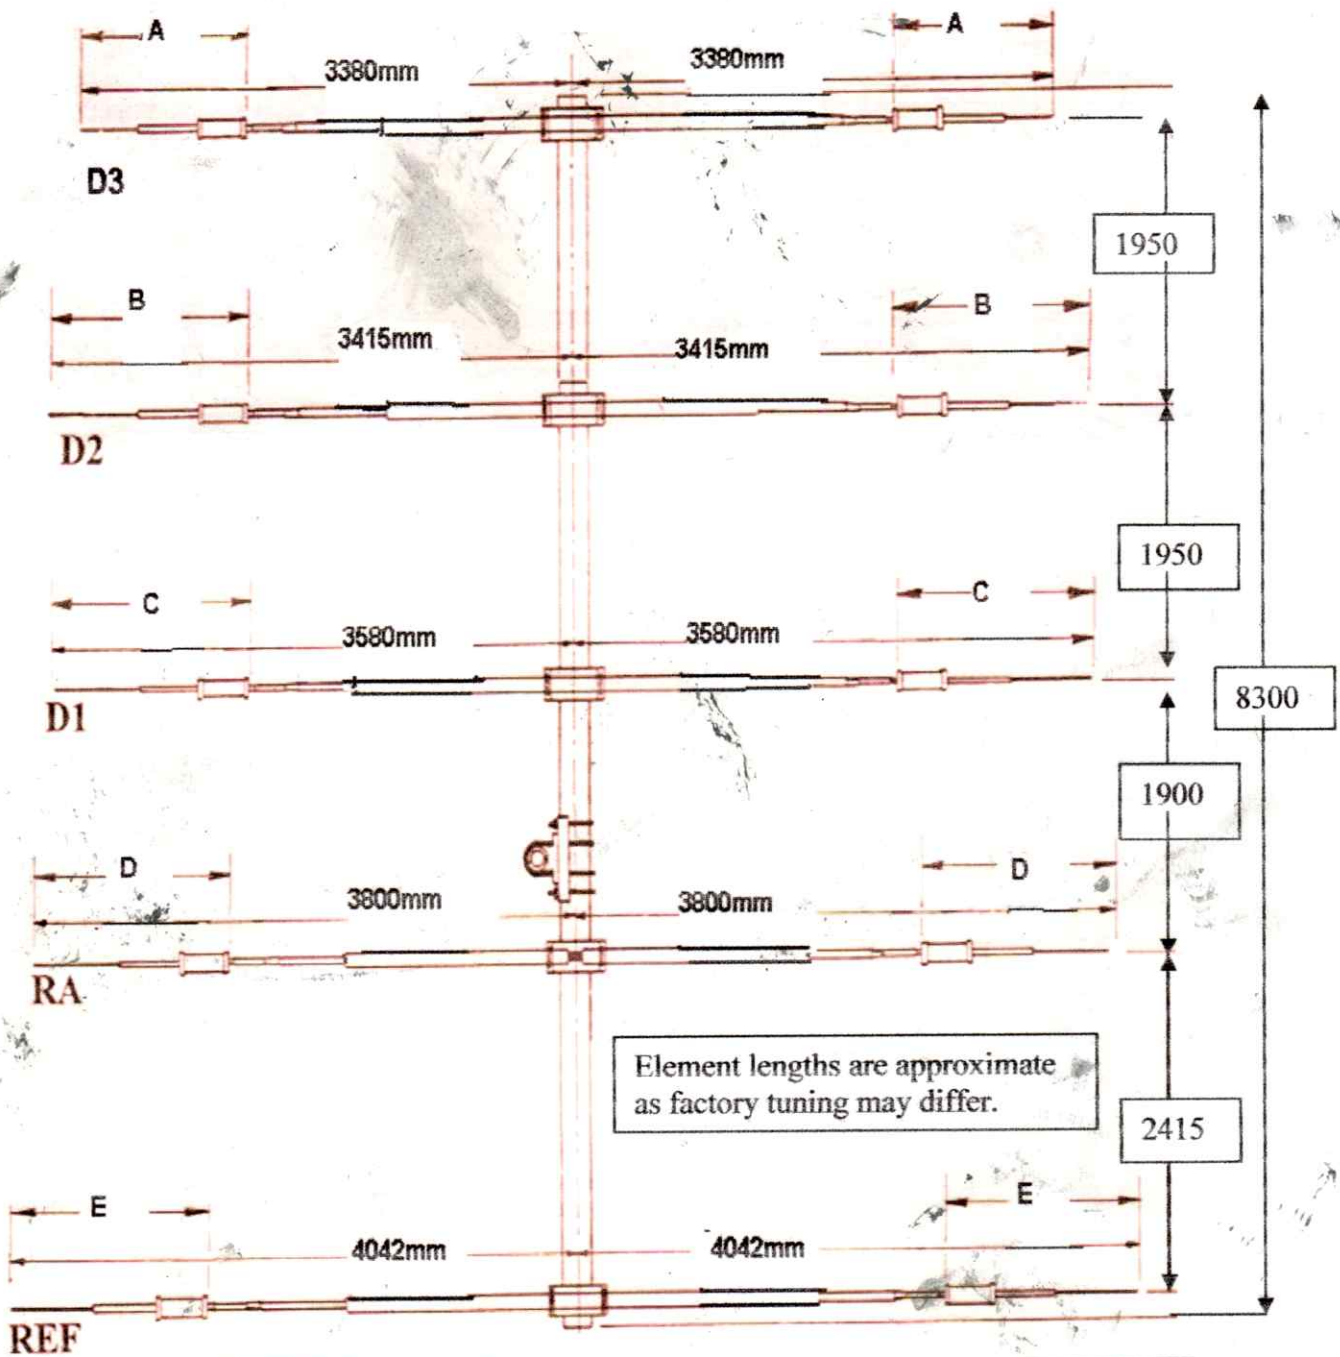 A
A
3380mm
3380mm
D3
1950
B
B
3415mm
3415mm
D2
1950
C
C
3580mm
3580mm
D1
8300
1900
D
D
3800mm
3800mm
RA
Element lengths are approximate
as factory tuning may differ.
2415
E
E
4042mm
4042mm
REF